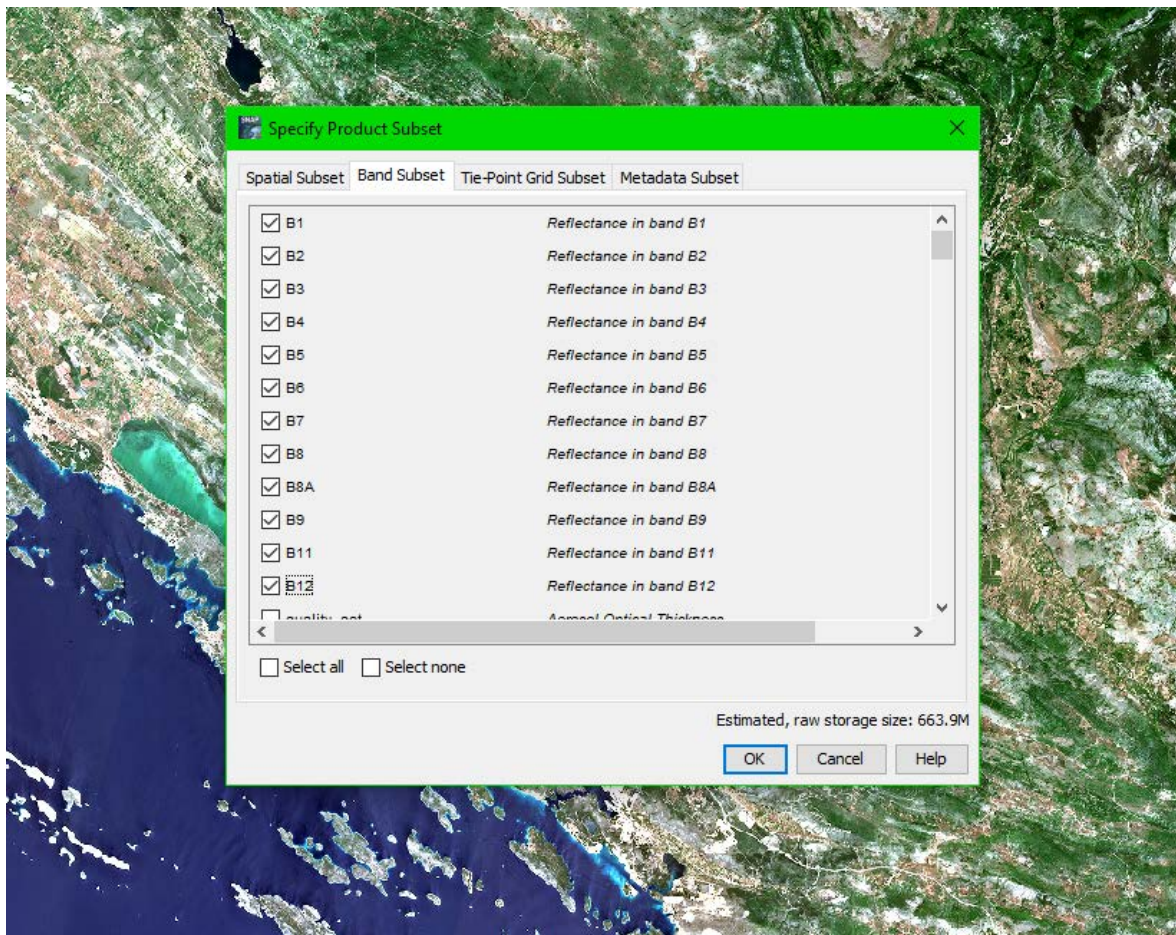 SNAP
Specify Product Subset
Spatial Subset Band Subset Tie-Point Grid Subset Metadata Subset
B1 Reflectance in band B1
B2 Reflectance in band B2
B3 Reflectance in band B3
B4 Reflectance in band B4
B5 Reflectance in band B5
B6 Reflectance in band B6
B7 Reflectance in band B7
B8 Reflectance in band B8
B8A Reflectance in band B8A
B9 Reflectance in band B9
B11 Reflectance in band B11
B12 Reflectance in band B12
Aerosol Optical Thickness
Select all Select none
Estimated, raw storage size: 663.9M
OK Cancel Help